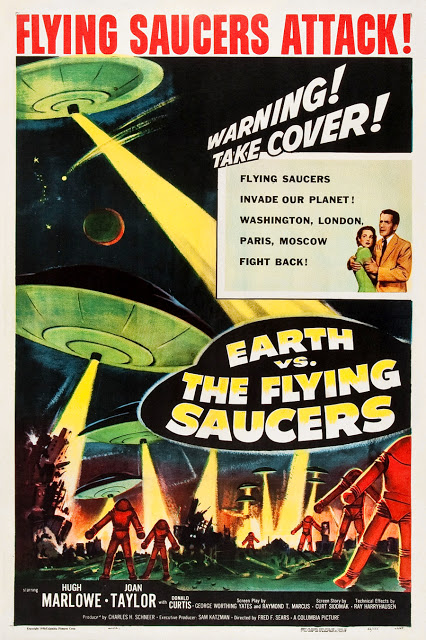 FLYING SAUCERS ATTACK!
WARNING!
TAKE COVER!
FLYING SAUCERS
INVADE OUR PLANET!
WASHINGTON, LONDON,
PARIS, MOSCOW
FIGHT BACK!
EARTH
VS.
THE FLYING
SAUCERS
starring HUGH MARLOWE JOAN TAYLOR with DONALD CURTIS
Screen Play by GEORGE WORTHING YATES and RAYMOND T. MARCUS
Screen Story by CURT SIODMAK
Technical Effects by RAY HARRYHAUSEN
Produced by CHARLES H. SCHNEER · Executive Producer SAM KATZMAN · Directed by FRED F. SEARS · A COLUMBIA PICTURE